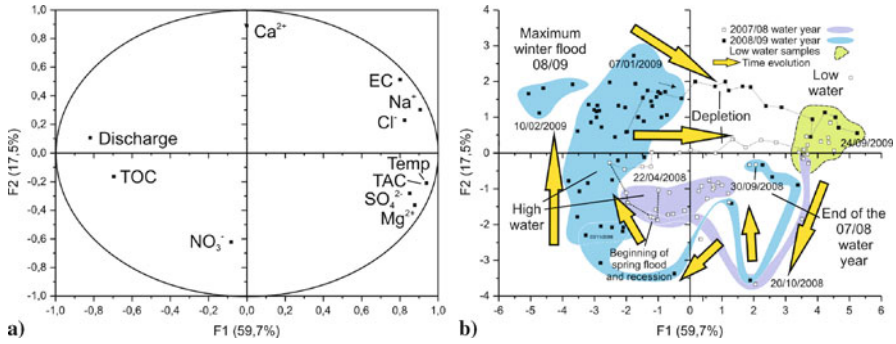 1,0
0,8
0,6
0,4
0,2
0,0
-0,2
-0,4
-0,6
-0,8
-1,0
F2 (17.5%)
Ca²⁺
EC
Na⁺
Cl⁻
Discharge
TOC
NO₃⁻
Temp
TAC
SO₄²⁻
Mg²⁺
-1,0 -0,8 -0,6 -0,4 -0,2 0,0 0,2 0,4 0,6 0,8 1,0
F1 (59,7%)
a)
4
3
2
1
0
-1
-2
-3
-4
F2 (17.5%)
Maximum
winter flood
08/09
07/01/2009
10/02/2009
2007/08 water year
2008/09 water year
Low water samples
Time evolution
Low
water
Depletion
24/09/2009
22/04/2008
30/09/2008
High
water
End of the
07/08
water
year
Beginning of
spring flood
and recession
20/10/2008
-6 -5 -4 -3 -2 -1 0 1 2 3 4 5 6
F1 (59.7%)
b)